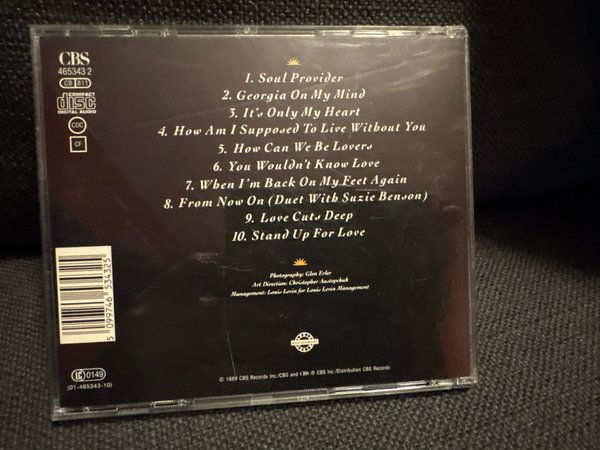 CBS
465343 2
CB 811
COMPACT
disc
DIGITAL AUDIO
CDC
CF
1. Soul Provider
2. Georgia On My Mind
3. It's Only My Heart
4. How Am I Supposed To Live Without You
5. How Can We Be Lovers
6. You Wouldn't Know Love
7. When I'm Back On My Feet Again
8. From Now On (Duet With Suzie Benson)
9. Love Cuts Deep
10. Stand Up For Love
Photography: Glen Erler
Art Direction: Christopher Austopchuk
Management: Louis Levin for Louis Levin Management
5 099746 534325
LC 0149
(01-465343-10)
℗ 1989 CBS Records Inc./CBS and CBS ® CBS Inc./Distribution CBS Records